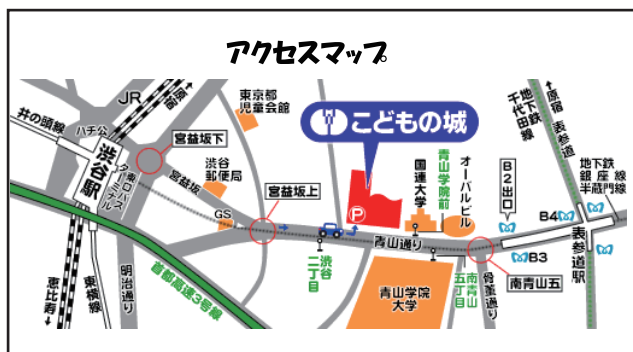 アクセスマップ
JR
↑原宿
井の頭線
ハチ公
渋谷駅
東口バス
ターミナル
宮益坂下
宮益坂
東京都
児童会館
渋谷
郵便局
GS
宮益坂上
こどもの城
P
国連大学
青山学院前
オーバルビル
B2出口
↑原宿
表参道
地下鉄
千代田線
地下鉄
銀座線
半蔵門線
B4
B3
表参道駅
青山通り
渋谷
二丁目
青山学院
大学
南青山
五丁目
骨董通り
南青山五
首都高速3号線
明治通り
東横線
恵比寿↓